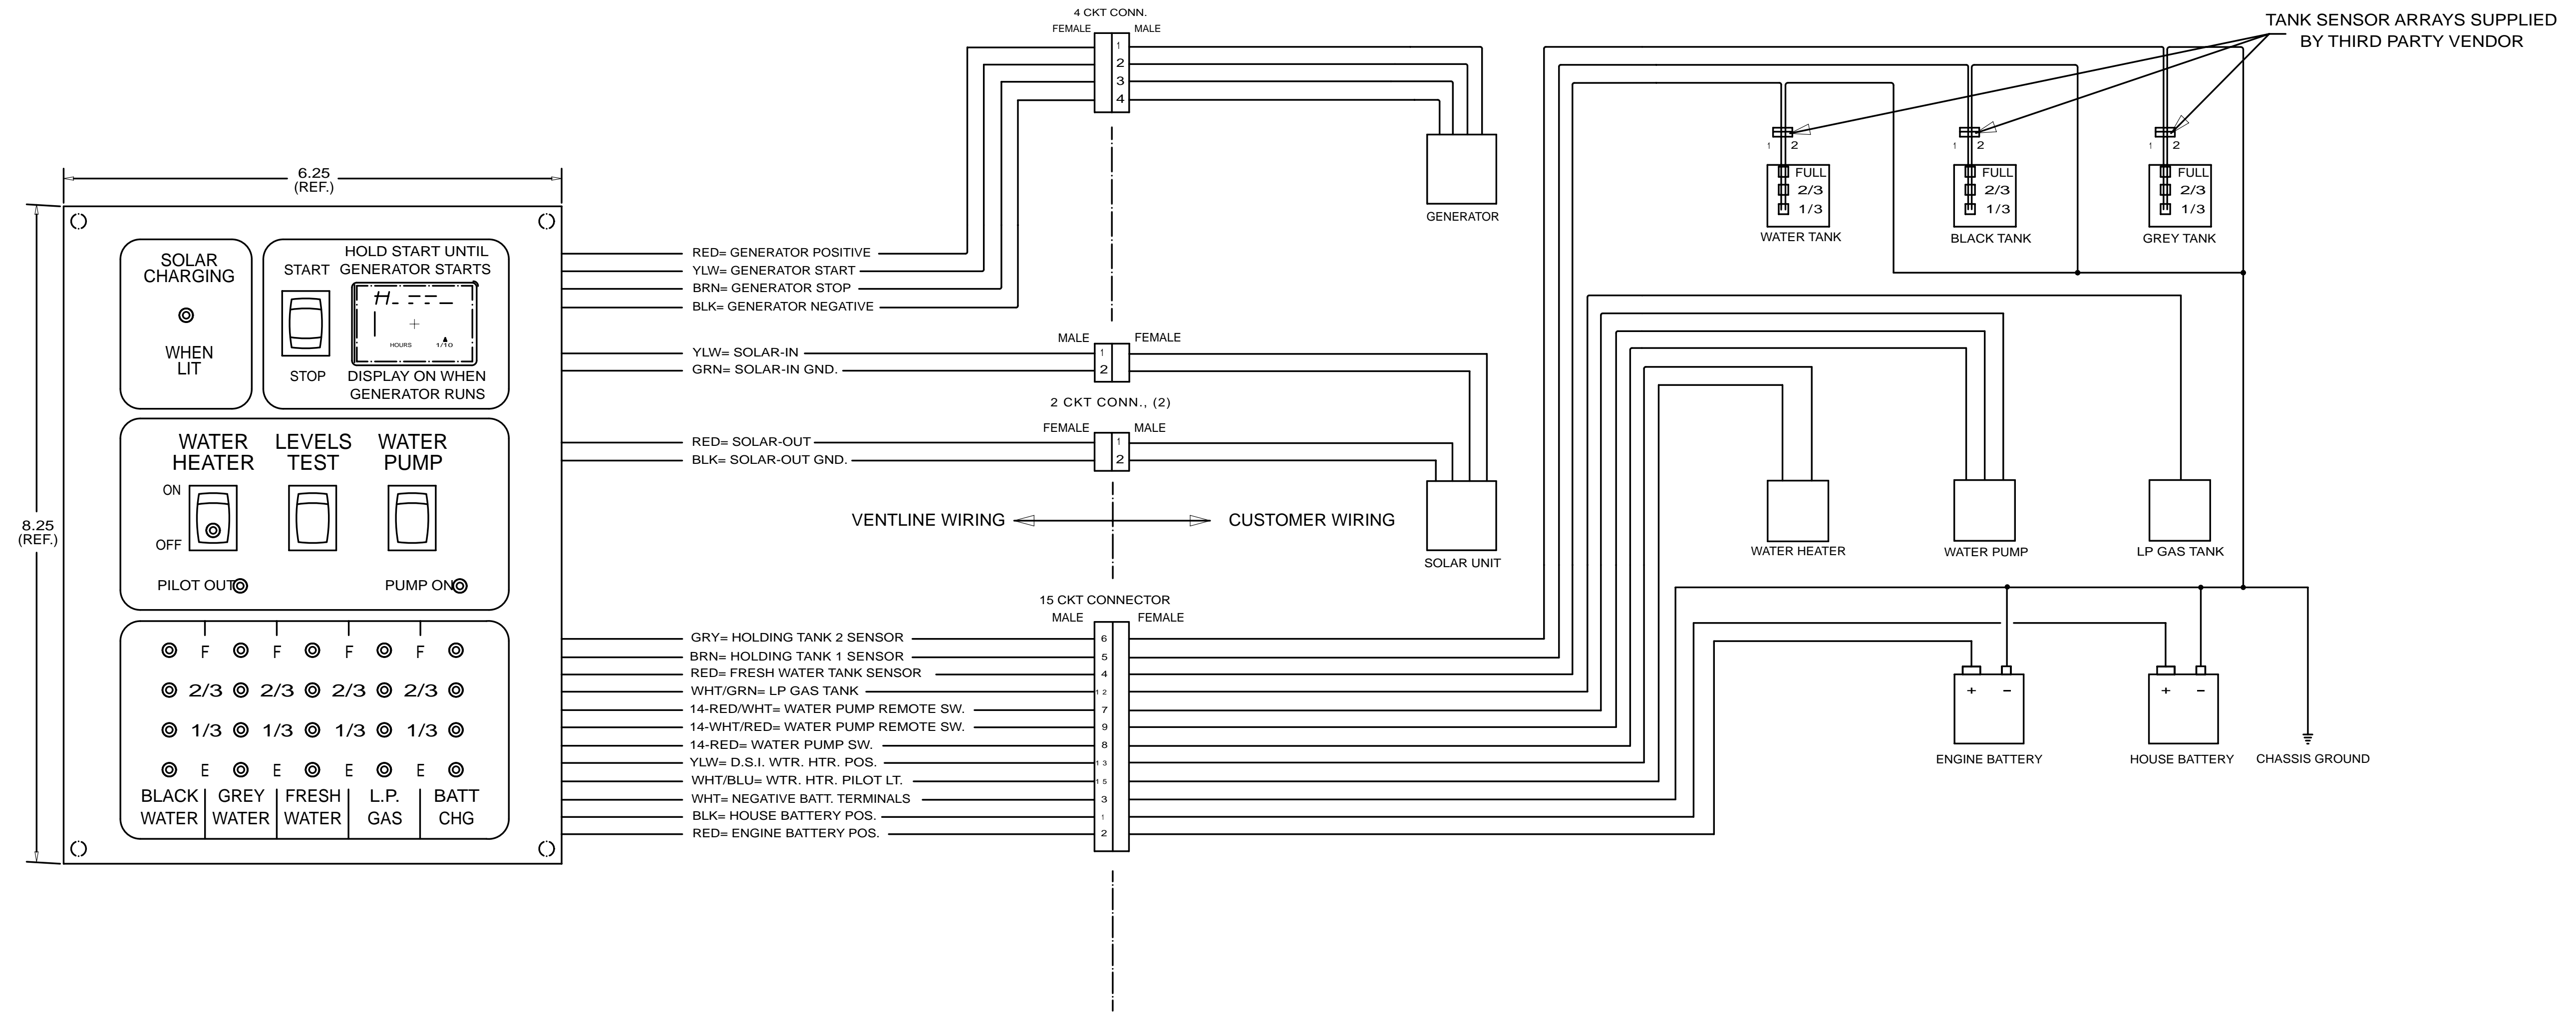 TANK SENSOR ARRAYS SUPPLIED
BY THIRD PARTY VENDOR
4 CKT CONN.
FEMALE MALE
1
2
3
4
GENERATOR
1 2
FULL
2/3
1/3
WATER TANK
1 2
FULL
2/3
1/3
BLACK TANK
1 2
FULL
2/3
1/3
GREY TANK
6.25
(REF.)
8.25
(REF.)
SOLAR
CHARGING
WHEN
LIT
HOLD START UNTIL
GENERATOR STARTS
START
STOP
H
HOURS 1/10
DISPLAY ON WHEN
GENERATOR RUNS
WATER
HEATER
LEVELS
TEST
WATER
PUMP
ON
OFF
PILOT OUT
PUMP ON
F F F F
2/3 2/3 2/3 2/3
1/3 1/3 1/3 1/3
E E E E
BLACK
WATER
GREY
WATER
FRESH
WATER
L.P.
GAS
BATT
CHG
RED= GENERATOR POSITIVE
YLW= GENERATOR START
BRN= GENERATOR STOP
BLK= GENERATOR NEGATIVE
MALE FEMALE
YLW= SOLAR-IN 1
GRN= SOLAR-IN GND. 2
2 CKT CONN., (2)
FEMALE MALE
RED= SOLAR-OUT 1
BLK= SOLAR-OUT GND. 2
VENTLINE WIRING CUSTOMER WIRING
SOLAR UNIT
WATER HEATER
WATER PUMP
LP GAS TANK
15 CKT CONNECTOR
MALE FEMALE
GRY= HOLDING TANK 2 SENSOR 6
BRN= HOLDING TANK 1 SENSOR 5
RED= FRESH WATER TANK SENSOR 4
WHT/GRN= LP GAS TANK 12
14-RED/WHT= WATER PUMP REMOTE SW. 7
14-WHT/RED= WATER PUMP REMOTE SW. 9
14-RED= WATER PUMP SW. 8
YLW= D.S.I. WTR. HTR. POS. 13
WHT/BLU= WTR. HTR. PILOT LT. 15
WHT= NEGATIVE BATT. TERMINALS 3
BLK= HOUSE BATTERY POS. 1
RED= ENGINE BATTERY POS. 2
+ −
ENGINE BATTERY
+ −
HOUSE BATTERY
CHASSIS GROUND